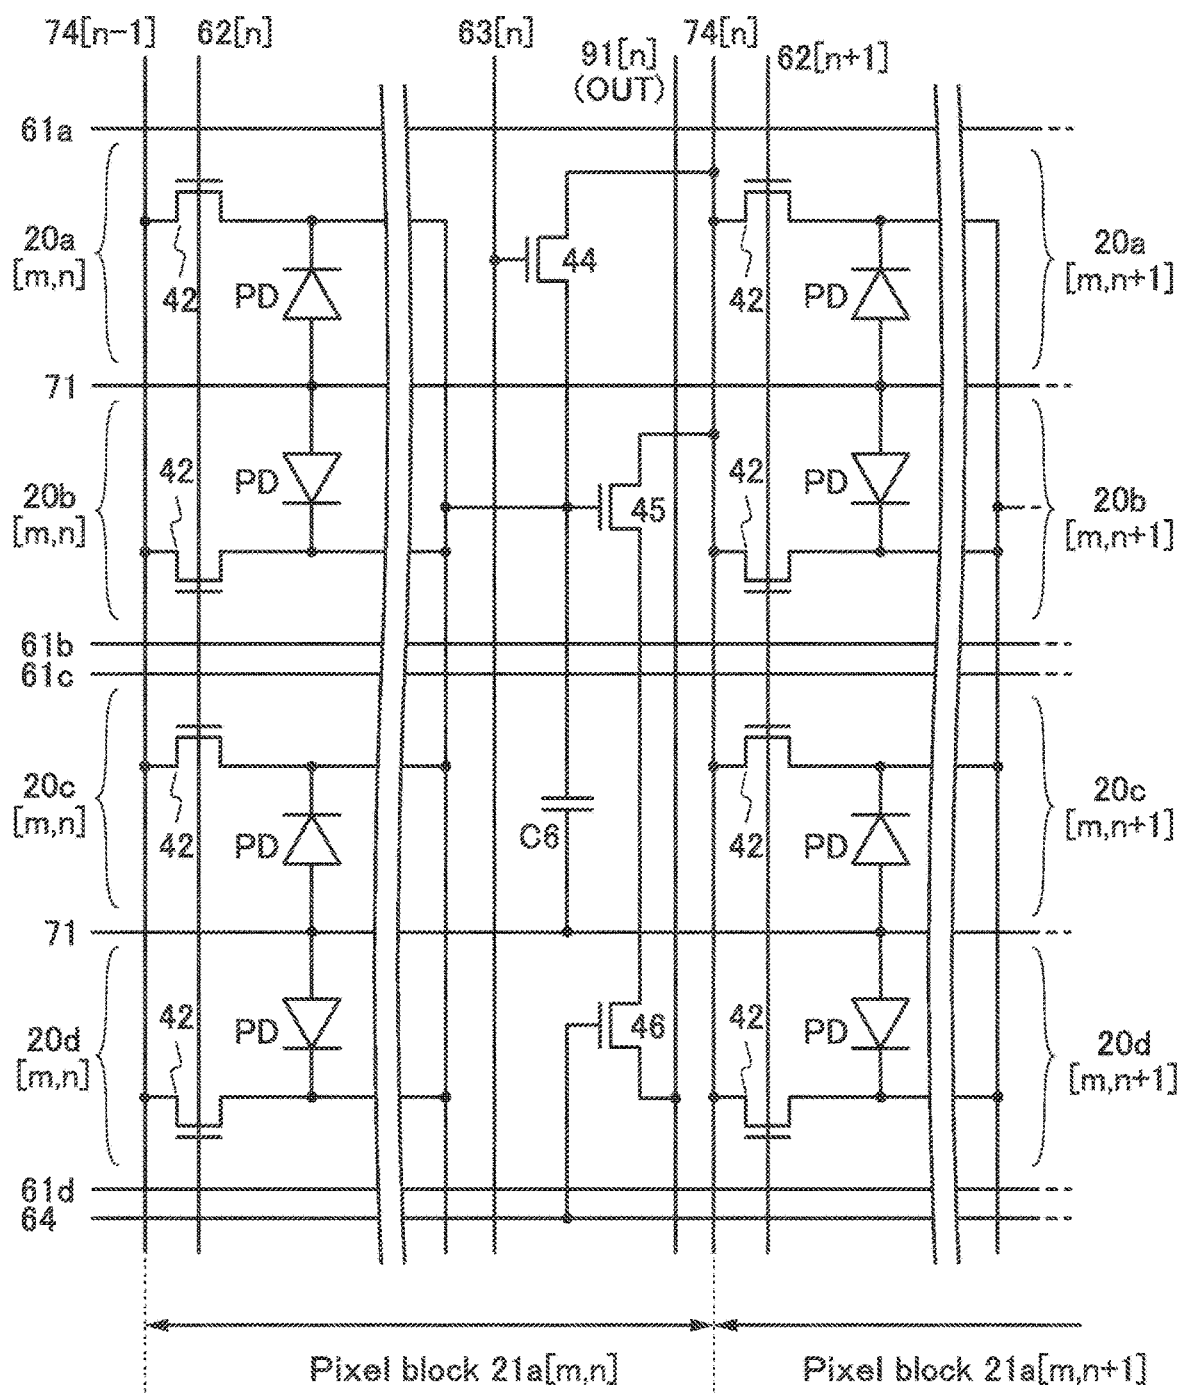 74[n-1] 62[n] 63[n] 91[n] (OUT) 74[n] 62[n+1]
61a
20a [m,n] 42 PD 44 42 PD 20a [m,n+1]
71
20b [m,n] 42 PD 45 42 PD 20b [m,n+1]
61b
61c
20c [m,n] 42 PD C6 42 PD 20c [m,n+1]
71
20d [m,n] 42 PD 46 42 PD 20d [m,n+1]
61d
64
Pixel block 21a[m,n] Pixel block 21a[m,n+1]